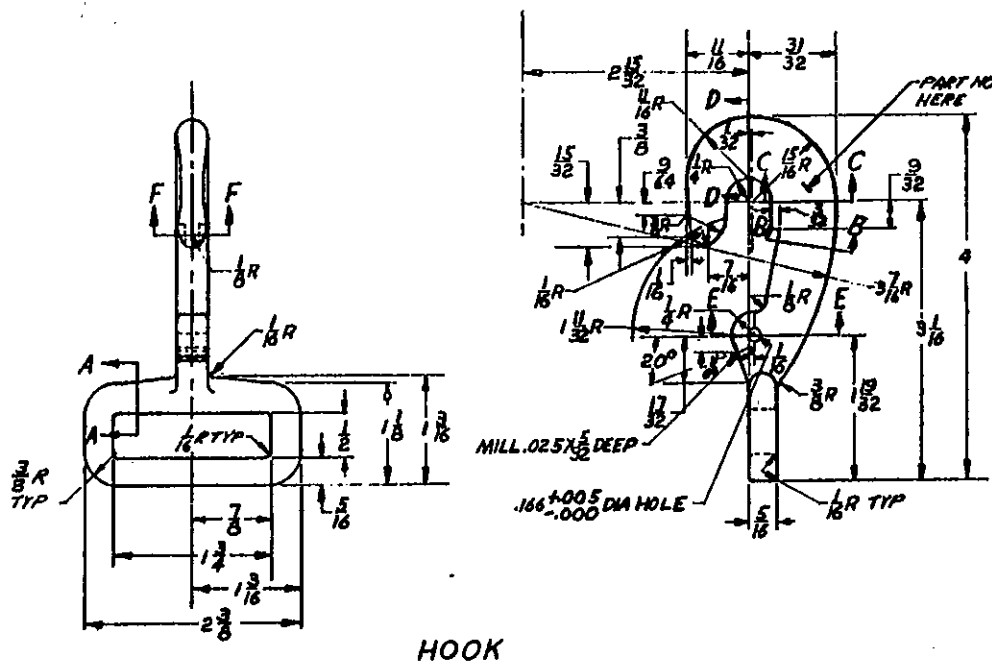 F F
1/8 R
1/16 R
A
A
1/16 R TYP
3/8 R
TYP
1/2
1 1/8
1 3/16
5/16
7/8
1 3/4
1 3/16
2 3/8
11/16
31/32
2 15/32
PART NO
HERE
11/16 R
D
1/32
3/8
15/32
9/64
1/4 R
D
C
15/16 R
C
9/32
B
B
1/16 R
1/16
7/16
3 7/16 R
4
1/8 R
E
E
1/4 R
1 11/32 R
20°
1/16
3 1/16
17/32
3/8 R
1 19/32
MILL .025 X 5/32 DEEP
.166 +.005 -.000 DIA HOLE
5/16
1/16 R TYP
HOOK